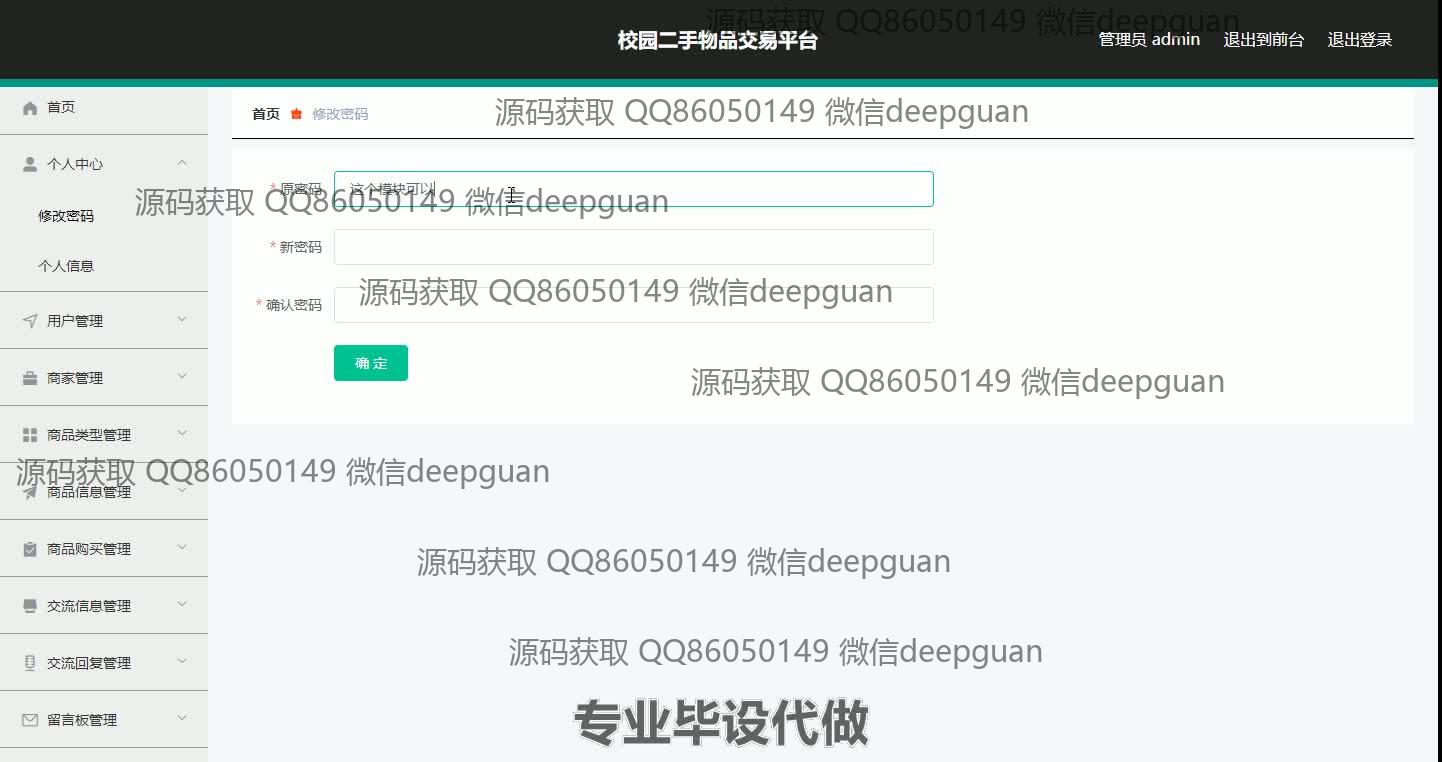 源码获取 QQ86050149 微信deepguan
校园二手物品交易平台
管理员 admin 退出到前台 退出登录
首页
首页 修改密码
源码获取 QQ86050149 微信deepguan
个人中心
* 原密码 这个模块可以
源码获取 QQ86050149 微信deepguan
修改密码
* 新密码
个人信息
源码获取 QQ86050149 微信deepguan
* 确认密码
用户管理
确 定
商家管理
源码获取 QQ86050149 微信deepguan
商品类型管理
源码获取 QQ86050149 微信deepguan
商品信息管理
商品购买管理
源码获取 QQ86050149 微信deepguan
交流信息管理
源码获取 QQ86050149 微信deepguan
交流回复管理
留言板管理
专业毕设代做